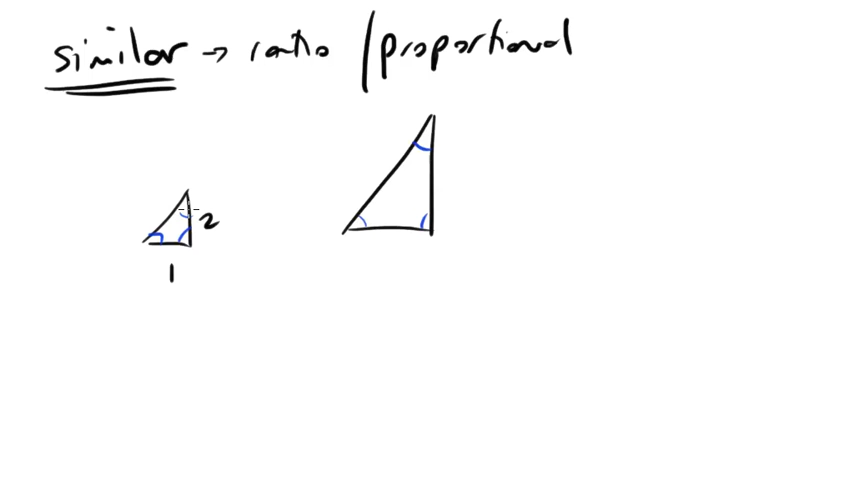 similar → ratio / proportional
2
1